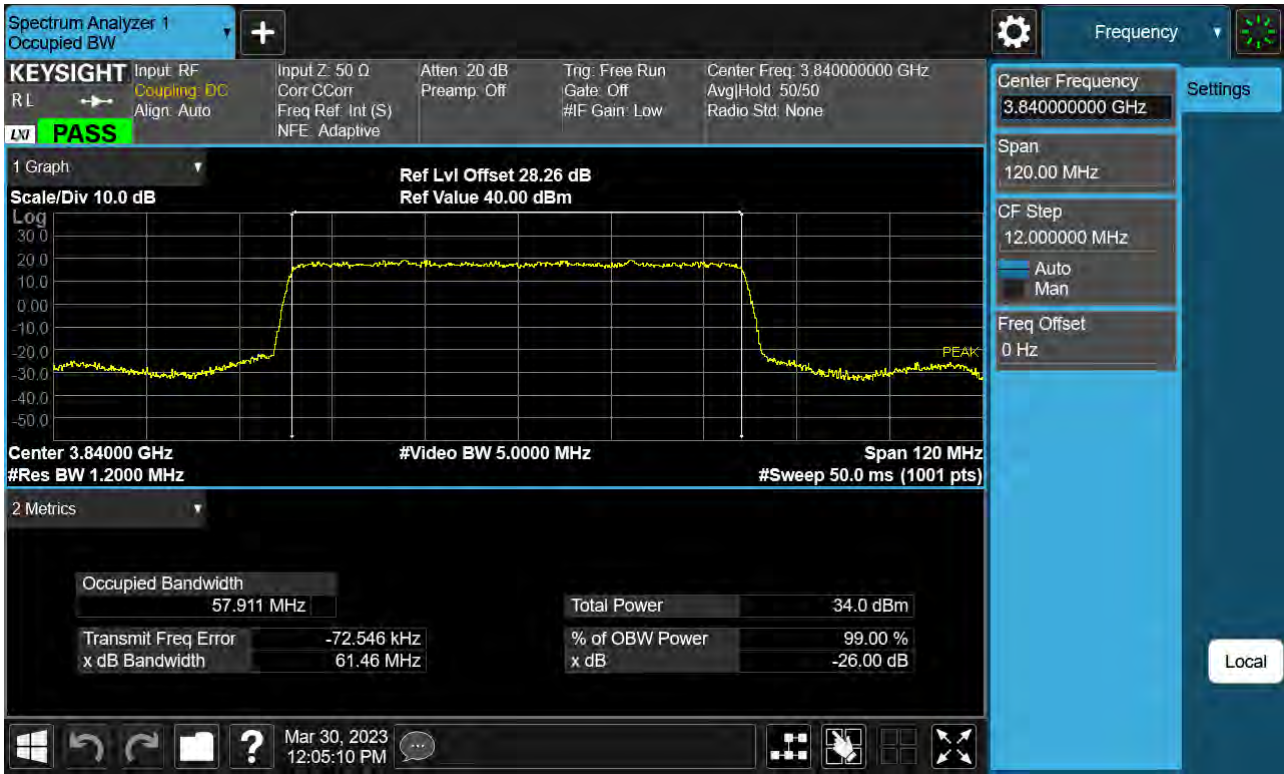 Spectrum Analyzer 1
Occupied BW
+
Frequency
KEYSIGHT
RL
LXI PASS
Input: RF
Coupling: DC
Align: Auto
Input Z: 50 Ω
Corr CCorr
Freq Ref: Int (S)
NFE: Adaptive
Atten: 20 dB
Preamp: Off
Trig: Free Run
Gate: Off
#IF Gain: Low
Center Freq: 3.840000000 GHz
Avg|Hold: 50/50
Radio Std: None
Center Frequency
3.840000000 GHz
Settings
Span
120.00 MHz
CF Step
12.000000 MHz
Auto
Man
Freq Offset
0 Hz
1 Graph
Scale/Div 10.0 dB
Ref Lvl Offset 28.26 dB
Ref Value 40.00 dBm
Log
30.0
20.0
10.0
0.00
-10.0
-20.0
-30.0
-40.0
-50.0
PEAK
Center 3.84000 GHz
#Video BW 5.0000 MHz
Span 120 MHz
#Res BW 1.2000 MHz
#Sweep 50.0 ms (1001 pts)
2 Metrics
Occupied Bandwidth
57.911 MHz
Total Power 34.0 dBm
Transmit Freq Error -72.546 kHz
% of OBW Power 99.00 %
x dB Bandwidth 61.46 MHz
x dB -26.00 dB
Local
?
Mar 30, 2023
12:05:10 PM